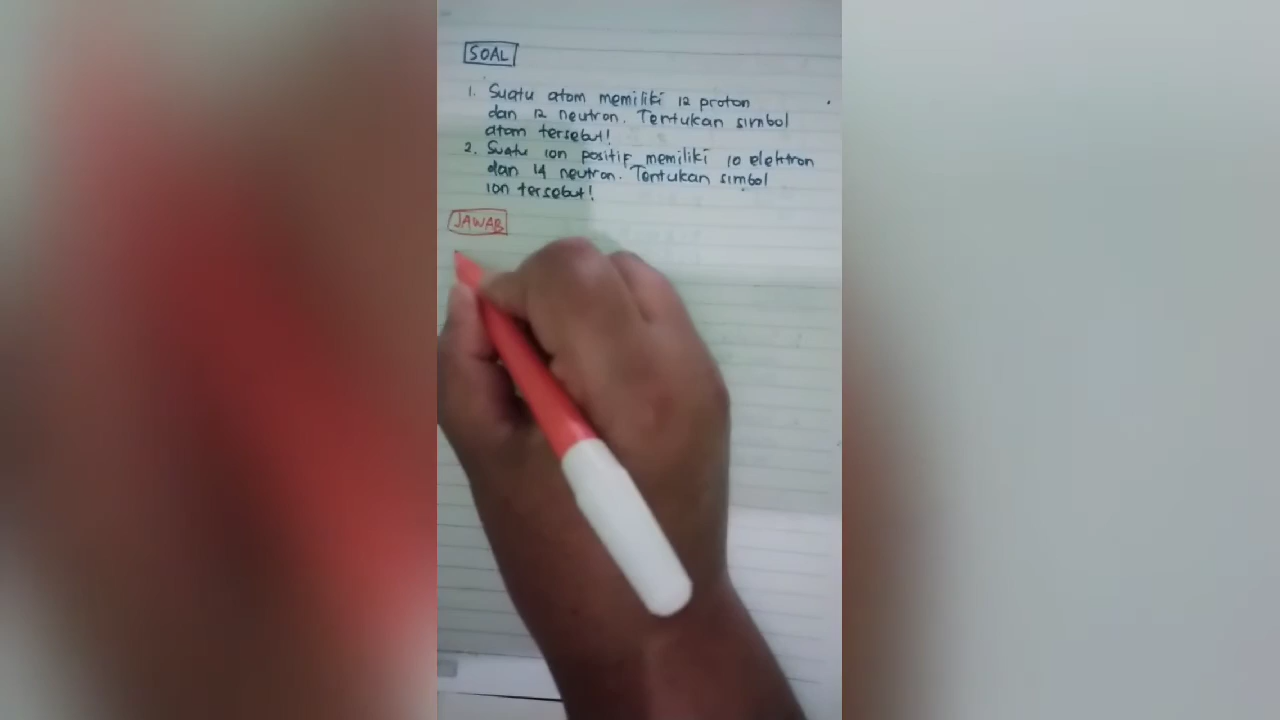 SOAL
1. Suatu atom memiliki 12 proton
dan 12 neutron. Tentukan simbol
atom tersebut!
2. Suatu ion positif memiliki 10 elektron
dan 14 neutron. Tentukan simbol
ion tersebut!
JAWAB